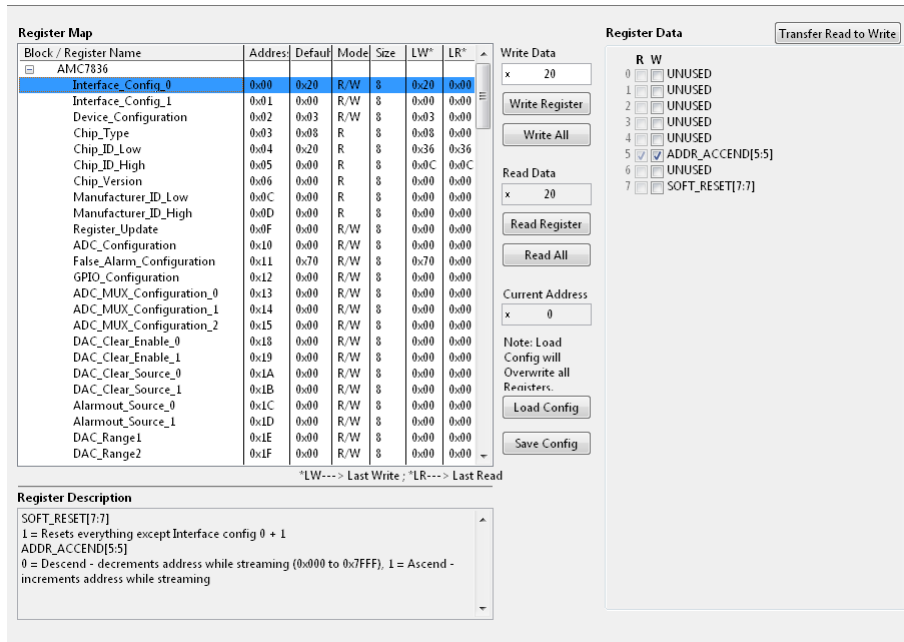 Register Map
Block / Register Name Address Default Mode Size LW* LR*
AMC7836
Interface_Config_0 0x00 0x20 R/W 8 0x20 0x00
Interface_Config_1 0x01 0x00 R/W 8 0x00 0x00
Device_Configuration 0x02 0x03 R/W 8 0x03 0x00
Chip_Type 0x03 0x08 R 8 0x08 0x00
Chip_ID_Low 0x04 0x20 R 8 0x36 0x36
Chip_ID_High 0x05 0x00 R 8 0x0C 0x0C
Chip_Version 0x06 0x00 R 8 0x00 0x00
Manufacturer_ID_Low 0x0C 0x00 R 8 0x00 0x00
Manufacturer_ID_High 0x0D 0x00 R 8 0x00 0x00
Register_Update 0x0F 0x00 R/W 8 0x00 0x00
ADC_Configuration 0x10 0x00 R/W 8 0x00 0x00
False_Alarm_Configuration 0x11 0x70 R/W 8 0x70 0x00
GPIO_Configuration 0x12 0x00 R/W 8 0x00 0x00
ADC_MUX_Configuration_0 0x13 0x00 R/W 8 0x00 0x00
ADC_MUX_Configuration_1 0x14 0x00 R/W 8 0x00 0x00
ADC_MUX_Configuration_2 0x15 0x00 R/W 8 0x00 0x00
DAC_Clear_Enable_0 0x18 0x00 R/W 8 0x00 0x00
DAC_Clear_Enable_1 0x19 0x00 R/W 8 0x00 0x00
DAC_Clear_Source_0 0x1A 0x00 R/W 8 0x00 0x00
DAC_Clear_Source_1 0x1B 0x00 R/W 8 0x00 0x00
Alarmout_Source_0 0x1C 0x00 R/W 8 0x00 0x00
Alarmout_Source_1 0x1D 0x00 R/W 8 0x00 0x00
DAC_Range1 0x1E 0x00 R/W 8 0x00 0x00
DAC_Range2 0x1F 0x00 R/W 8 0x00 0x00
*LW---> Last Write ; *LR---> Last Read
Write Data
x 20
Write Register
Write All
Read Data
x 20
Read Register
Read All
Current Address
x 0
Note: Load
Config will
Overwrite all
Registers.
Load Config
Save Config
Register Data
Transfer Read to Write
R W
0 UNUSED
1 UNUSED
2 UNUSED
3 UNUSED
4 UNUSED
5 ADDR_ACCEND[5:5]
6 UNUSED
7 SOFT_RESET[7:7]
Register Description
SOFT_RESET[7:7]
1 = Resets everything except Interface config 0 + 1
ADDR_ACCEND[5:5]
0 = Descend - decrements address while streaming (0x000 to 0x7FFF), 1 = Ascend -
increments address while streaming